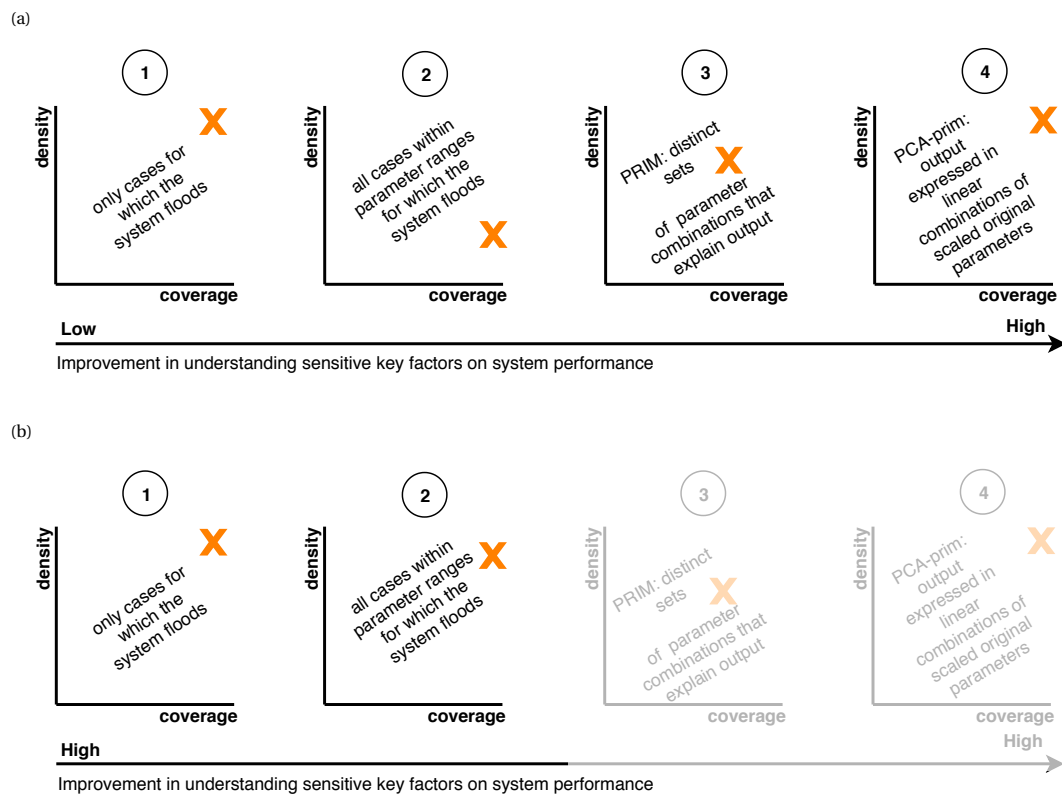 (a)
1
density
only cases for
which the
system floods
coverage
2
density
all cases within
parameter ranges
for which the
system floods
coverage
3
density
PRIM: distinct
sets
of parameter
combinations that
explain output
coverage
4
density
PCA-prim:
output
expressed in
linear
combinations of
scaled original
parameters
coverage
Low
High
Improvement in understanding sensitive key factors on system performance
(b)
1
density
only cases for
which the
system floods
coverage
2
density
all cases within
parameter ranges
for which the
system floods
coverage
3
density
PRIM: distinct
sets
of parameter
combinations that
explain output
coverage
4
density
PCA-prim:
output
expressed in
linear
combinations of
scaled original
parameters
coverage
High
High
Improvement in understanding sensitive key factors on system performance